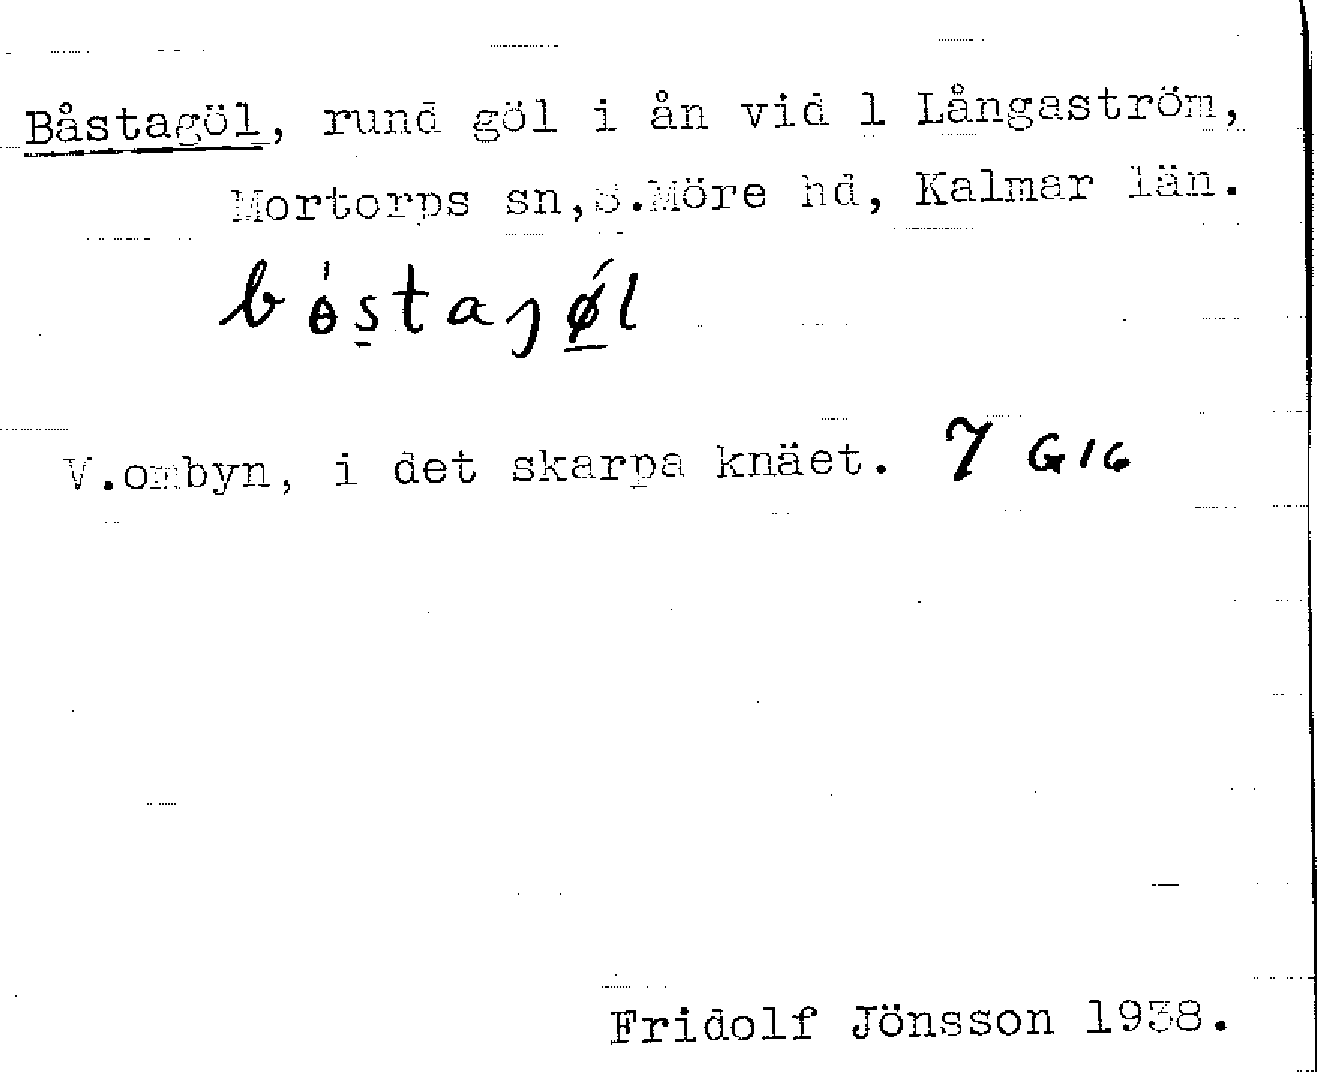 Båstagöl, rund göl i ån vid 1 Långaström,
Mortorps sn,S.Möre hd, Kalmar län.
V.ombyn, i det skarpa knäet. 7 G16
Fridolf Jönsson 1938.